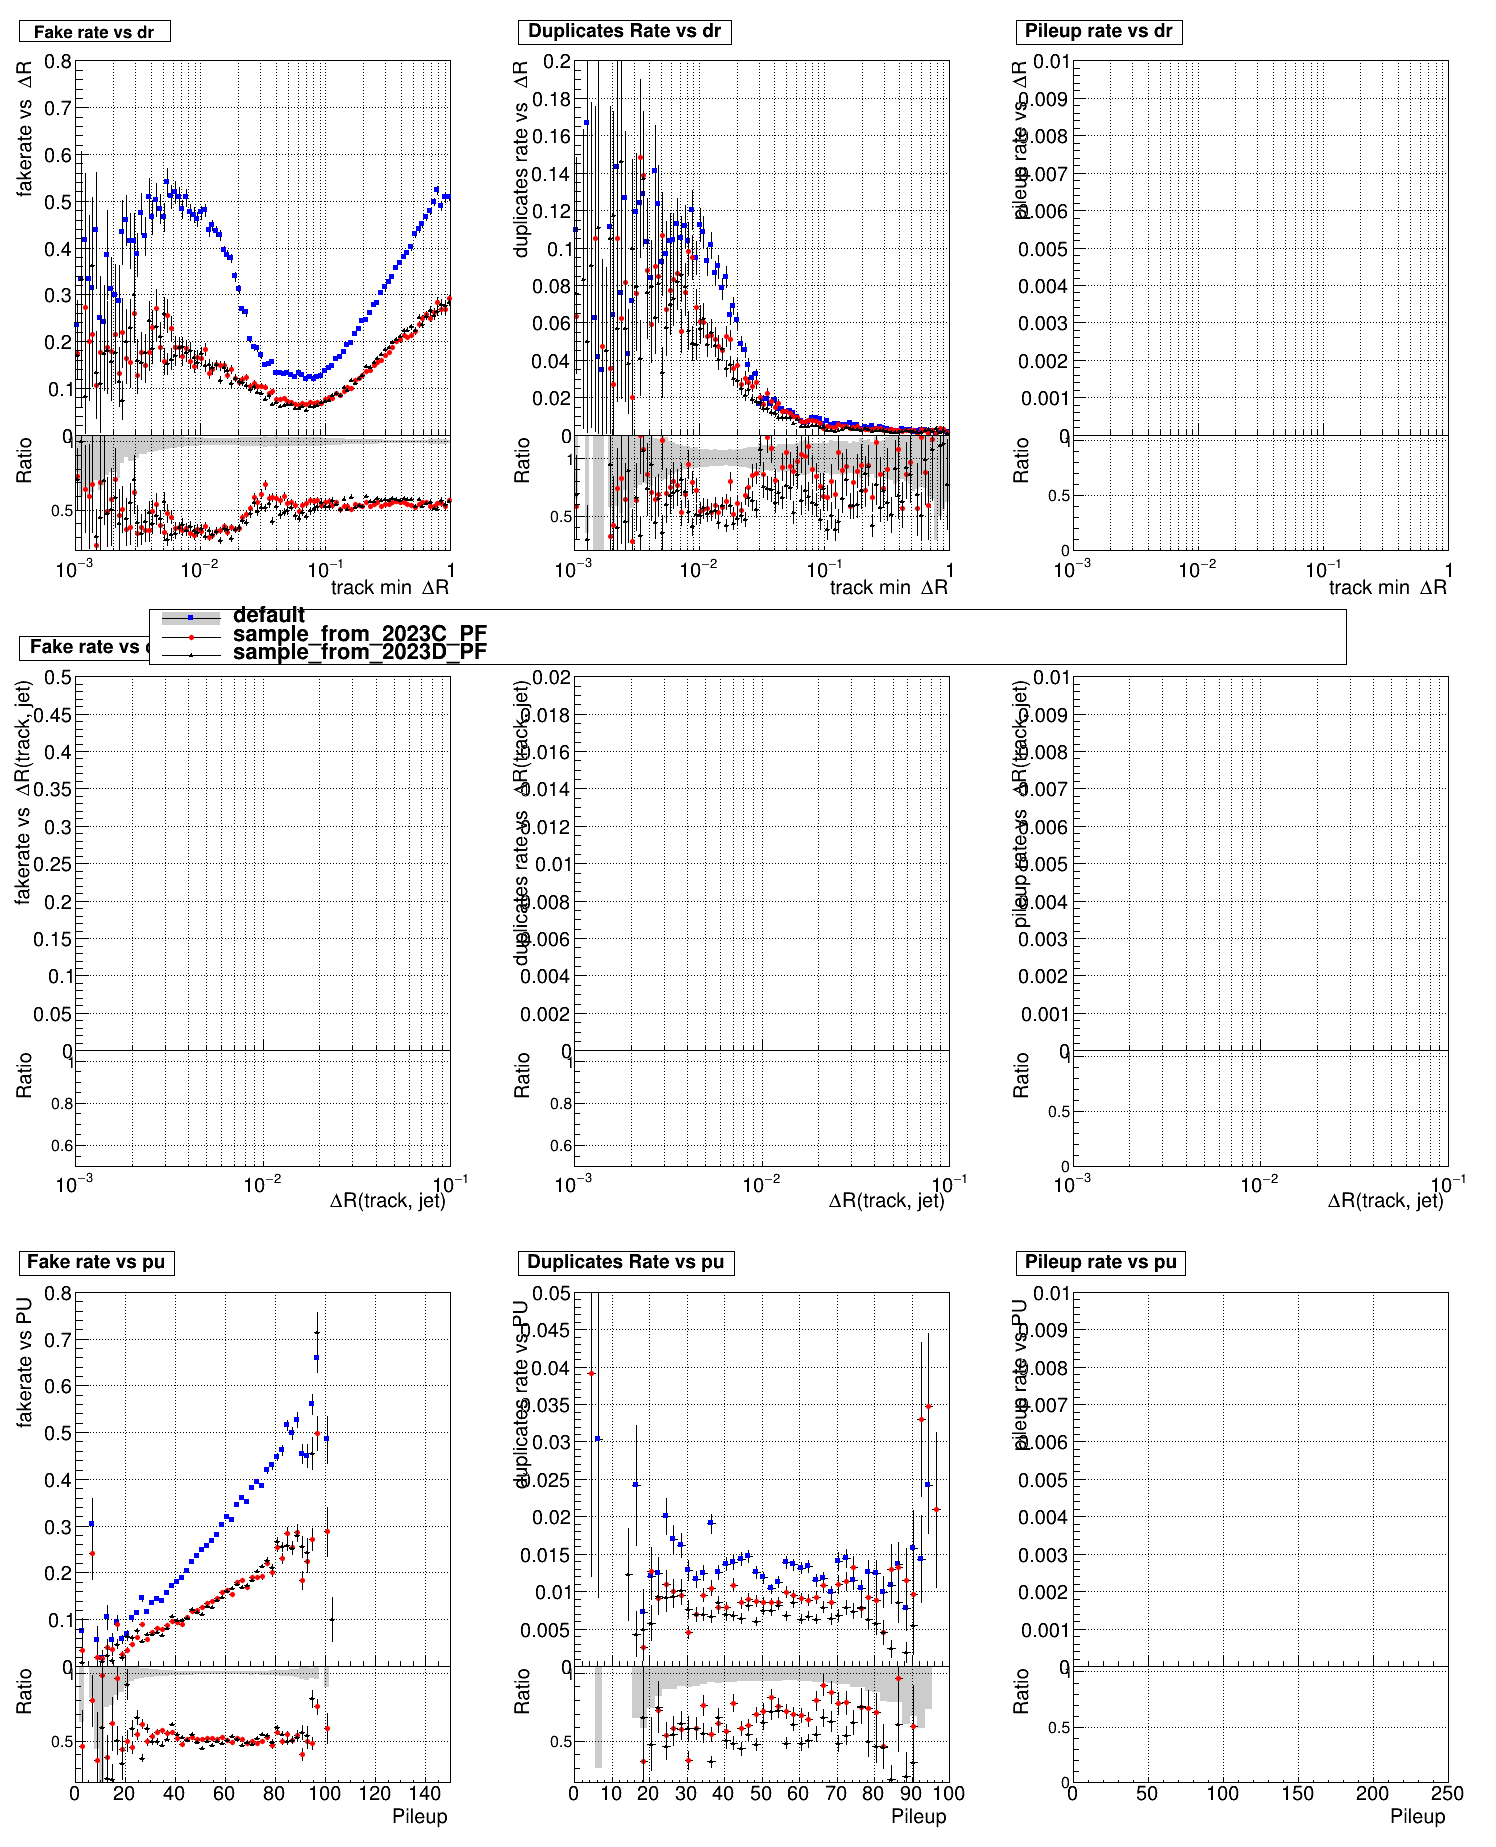 Fake rate vs dr
Duplicates Rate vs dr
Pileup rate vs dr
fakerate vs ΔR
0.8
0.7
0.6
0.5
0.4
0.3
0.2
0.1
0
duplicates rate vs ΔR
0.2
0.18
0.16
0.14
0.12
0.1
0.08
0.06
0.04
0.02
0
pileup rate vs ΔR
0.01
0.009
0.008
0.007
0.006
0.005
0.004
0.003
0.002
0.001
0
Ratio
0.5
10⁻³ 10⁻² 10⁻¹ 1
track min ΔR
Ratio
1
0.5
10⁻³ 10⁻² 10⁻¹ 1
track min ΔR
Ratio
1
0.5
0
10⁻³ 10⁻² 10⁻¹ 1
track min ΔR
default
sample_from_2023C_PF
sample_from_2023D_PF
Fake rate vs
fakerate vs ΔR(track, jet)
0.5
0.45
0.4
0.35
0.3
0.25
0.2
0.15
0.1
0.05
0
duplicates rate vs ΔR(track, jet)
0.02
0.018
0.016
0.014
0.012
0.01
0.008
0.006
0.004
0.002
0
pileup rate vs ΔR(track, jet)
0.01
0.009
0.008
0.007
0.006
0.005
0.004
0.003
0.002
0.001
0
Ratio
1
0.8
0.6
10⁻³ 10⁻² 10⁻¹
ΔR(track, jet)
Ratio
1
0.8
0.6
10⁻³ 10⁻² 10⁻¹
ΔR(track, jet)
Ratio
1
0.5
0
10⁻³ 10⁻² 10⁻¹
ΔR(track, jet)
Fake rate vs pu
Duplicates Rate vs pu
Pileup rate vs pu
fakerate vs PU
0.8
0.7
0.6
0.5
0.4
0.3
0.2
0.1
0
duplicates rate vs PU
0.05
0.045
0.04
0.035
0.03
0.025
0.02
0.015
0.01
0.005
0
pileup rate vs PU
0.01
0.009
0.008
0.007
0.006
0.005
0.004
0.003
0.002
0.001
0
Ratio
1
0.5
0 20 40 60 80 100 120 140
Pileup
Ratio
1
0.5
0 10 20 30 40 50 60 70 80 90 100
Pileup
Ratio
1
0.5
0
0 50 100 150 200 250
Pileup